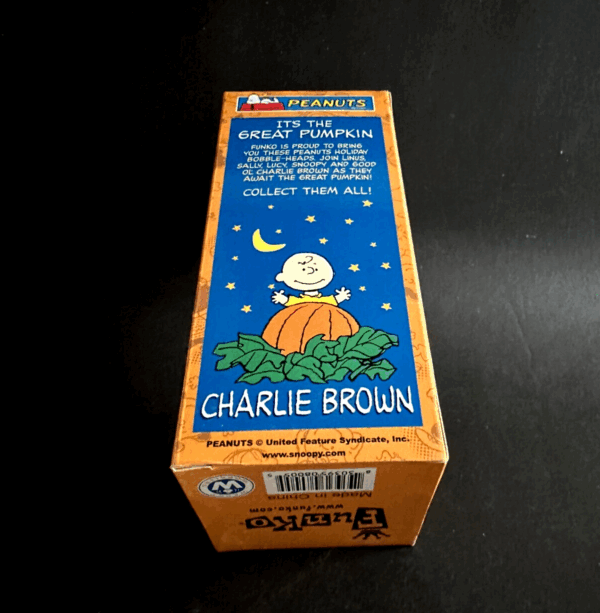 PEANUTS
ITS THE
GREAT PUMPKIN
FUNKO IS PROUD TO BRING
YOU THESE PEANUTS HOLIDAY
BOBBLE-HEADS. JOIN LINUS,
SALLY, LUCY, SNOOPY AND GOOD
OL' CHARLIE BROWN AS THEY
AWAIT THE GREAT PUMPKIN!
COLLECT THEM ALL!
CHARLIE BROWN
PEANUTS © United Feature Syndicate, Inc.
www.snoopy.com
Made in China
www.funko.com
FunKo